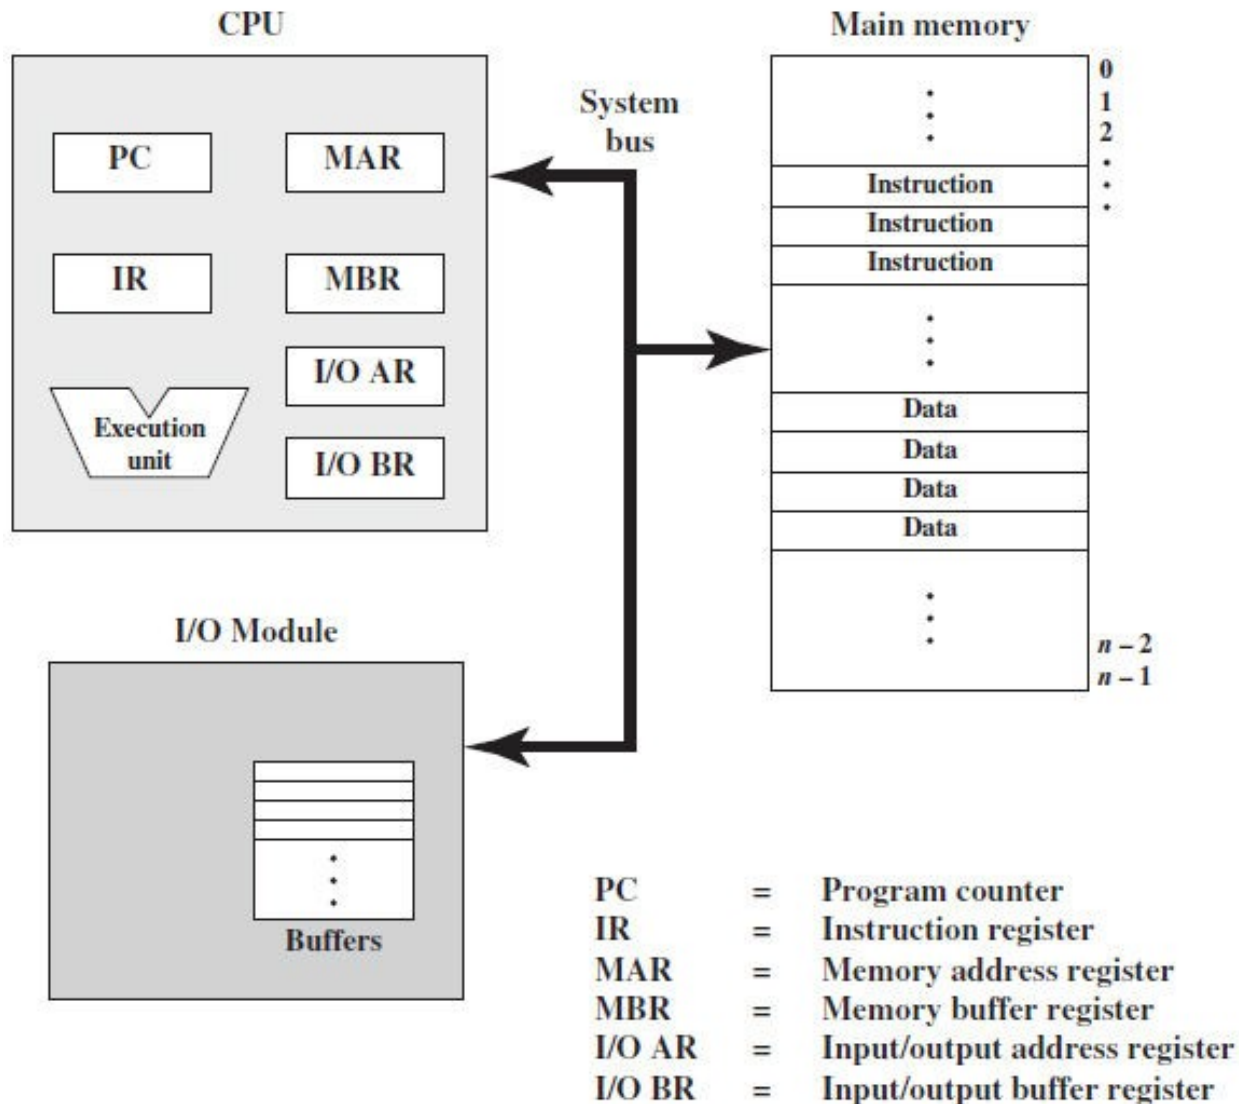 CPU
PC
MAR
IR
MBR
I/O AR
Execution
unit
I/O BR
System
bus
Main memory
0
1
2
Instruction
Instruction
Instruction
Data
Data
Data
Data
n – 2
n – 1
I/O Module
Buffers
PC = Program counter
IR = Instruction register
MAR = Memory address register
MBR = Memory buffer register
I/O AR = Input/output address register
I/O BR = Input/output buffer register